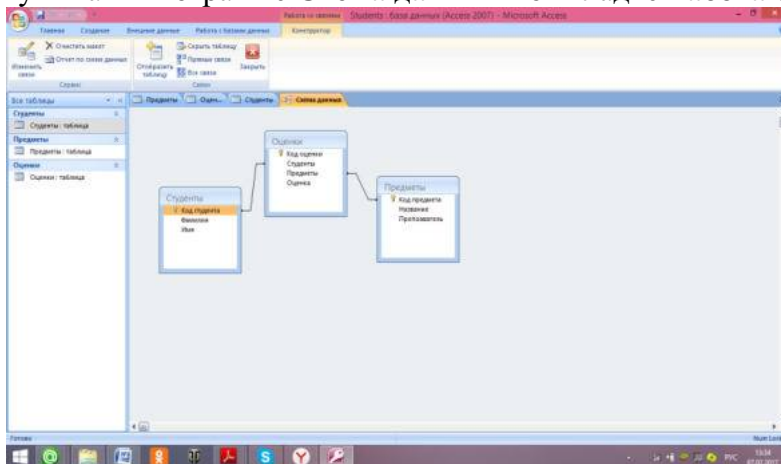 Работа со связями
Students : база данных (Access 2007) - Microsoft Access
Главная
Создание
Внешние данные
Работа с базами данных
Конструктор
Изменить связи
Очистить макет
Отчет по схеме данных
Сервис
Отобразить таблицу
Скрыть таблицу
Прямые связи
Все связи
Закрыть
Связи
Все таблицы
Предметы
Оцен...
Студенты
Схема данных
Студенты
Студенты : таблица
Предметы
Предметы : таблица
Оценки
Оценки : таблица
Оценки
Код оценки
Студенты
Предметы
Оценка
Студенты
Код студента
Фамилия
Имя
Предметы
Код предмета
Название
Преподаватель
Готово
Num Lock
РУС